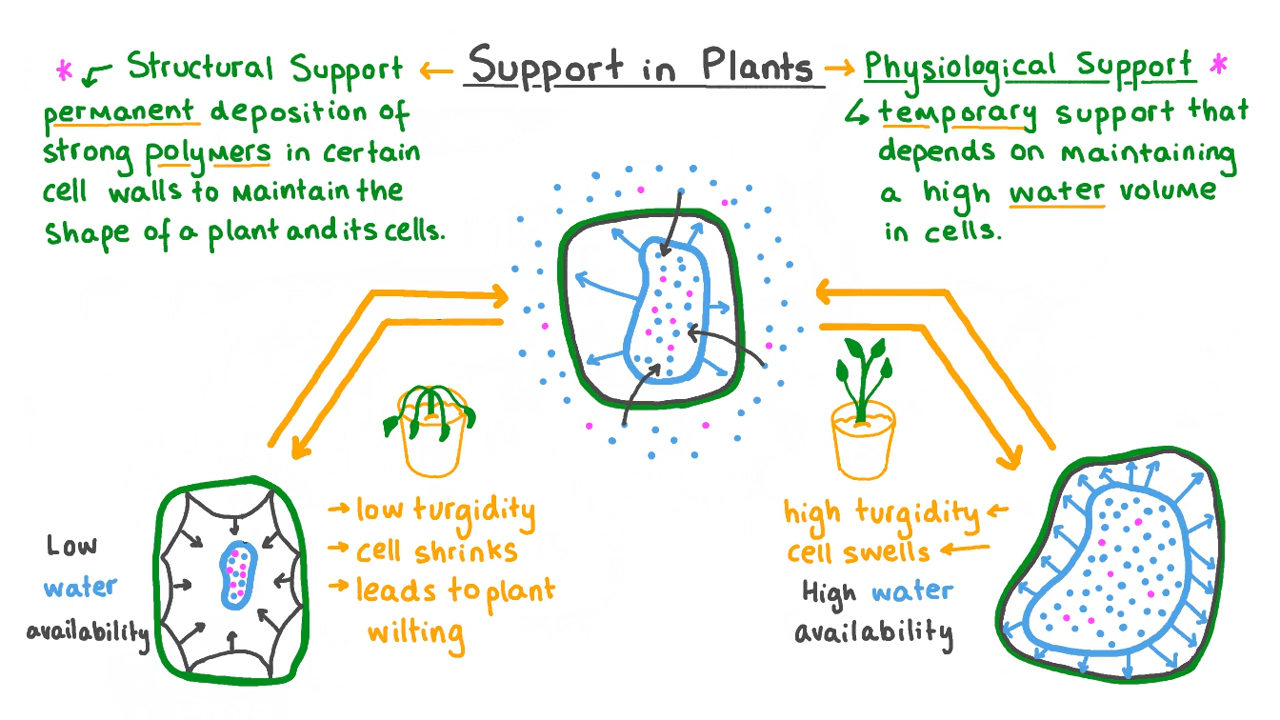 Support in Plants
* Structural Support
permanent deposition of
strong polymers in certain
cell walls to maintain the
shape of a plant and its cells.
Physiological Support *
temporary support that
depends on maintaining
a high water volume
in cells.
Low
water
availability
→ low turgidity
→ cell shrinks
→ leads to plant
wilting
high turgidity ←
cell swells ←
High water
availability